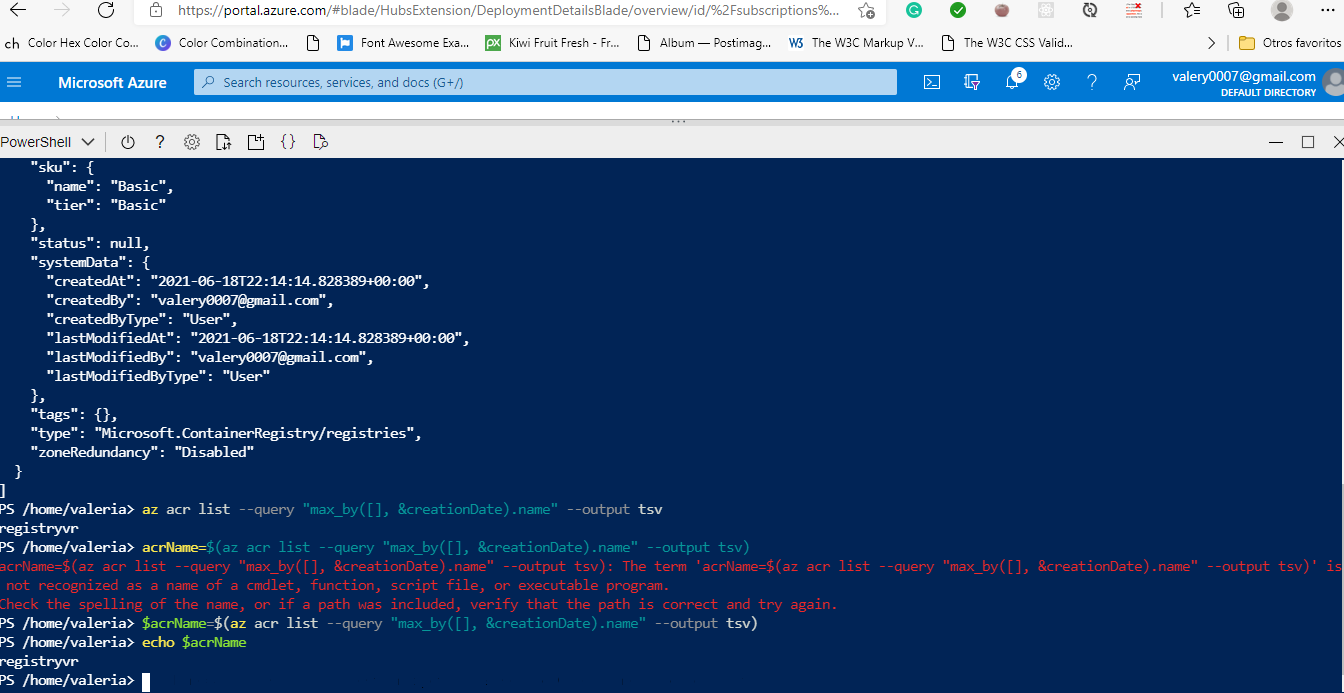 https://portal.azure.com/#blade/HubsExtension/DeploymentDetailsBlade/overview/id/%2Fsubscriptions%...
ch Color Hex Color Co... Color Combination... Font Awesome Exa... px Kiwi Fruit Fresh - Fr... Album — Postimag... W3 The W3C Markup V... The W3C CSS Valid... Otros favoritos
Microsoft Azure Search resources, services, and docs (G+/) 6 valery0007@gmail.com
DEFAULT DIRECTORY
PowerShell
"sku": {
"name": "Basic",
"tier": "Basic"
},
"status": null,
"systemData": {
"createdAt": "2021-06-18T22:14:14.828389+00:00",
"createdBy": "valery0007@gmail.com",
"createdByType": "User",
"lastModifiedAt": "2021-06-18T22:14:14.828389+00:00",
"lastModifiedBy": "valery0007@gmail.com",
"lastModifiedByType": "User"
},
"tags": {},
"type": "Microsoft.ContainerRegistry/registries",
"zoneRedundancy": "Disabled"
}
]
PS /home/valeria> az acr list --query "max_by([], &creationDate).name" --output tsv
registryvr
PS /home/valeria> acrName=$(az acr list --query "max_by([], &creationDate).name" --output tsv)
acrName=$(az acr list --query "max_by([], &creationDate).name" --output tsv): The term 'acrName=$(az acr list --query "max_by([], &creationDate).name" --output tsv)' is
not recognized as a name of a cmdlet, function, script file, or executable program.
Check the spelling of the name, or if a path was included, verify that the path is correct and try again.
PS /home/valeria> $acrName=$(az acr list --query "max_by([], &creationDate).name" --output tsv)
PS /home/valeria> echo $acrName
registryvr
PS /home/valeria>